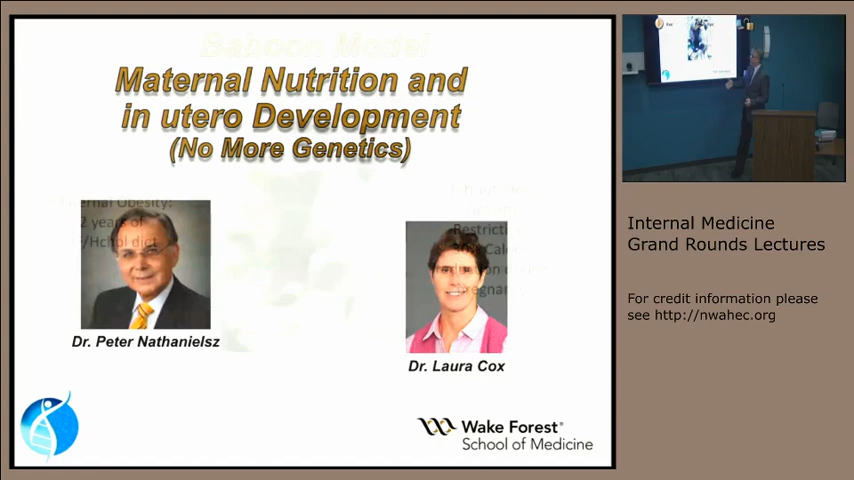 Baboon Model
Maternal Nutrition and
in utero Development
(No More Genetics)
Dr. Peter Nathanielsz
Dr. Laura Cox
Wake Forest®
School of Medicine
Internal Medicine
Grand Rounds Lectures
For credit information please
see http://nwahec.org